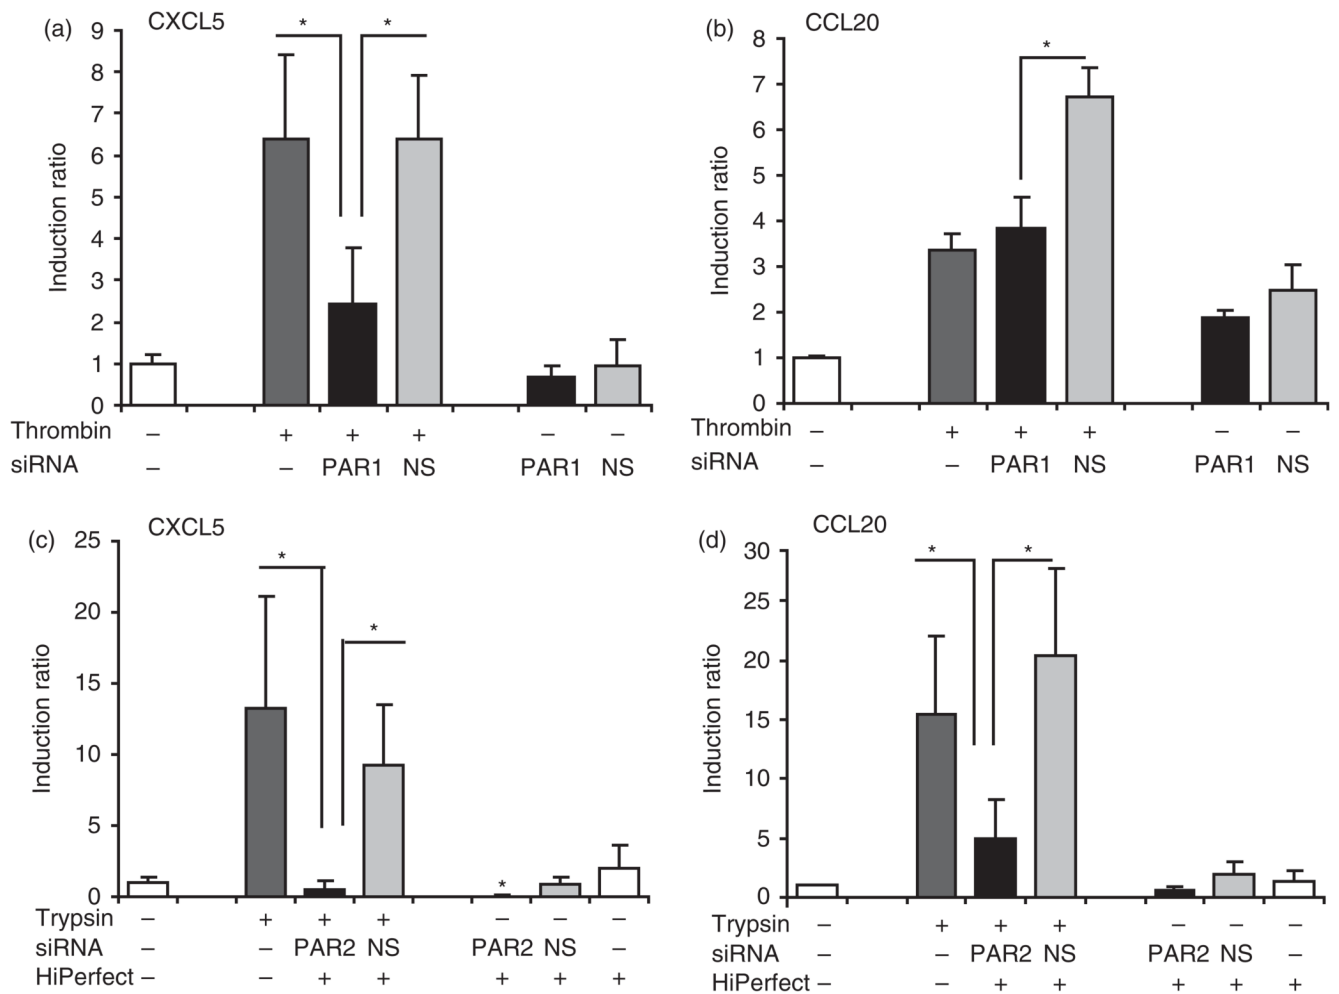 (a) CXCL5
*
*
9
8
7
6
5
4
3
2
1
0
Induction ratio
Thrombin – + + + – –
siRNA – – PAR1 NS PAR1 NS
(b) CCL20
*
8
7
6
5
4
3
2
1
0
Induction ratio
Thrombin – + + + – –
siRNA – – PAR1 NS PAR1 NS
(c) CXCL5
*
*
*
25
20
15
10
5
0
Induction ratio
Trypsin – + + + – – –
siRNA – – PAR2 NS PAR2 NS –
HiPerfect – – + + + + +
(d) CCL20
*
*
30
25
20
15
10
5
0
Induction ratio
Trypsin – + + + – – –
siRNA – – PAR2 NS PAR2 NS –
HiPerfect – – + + + + +